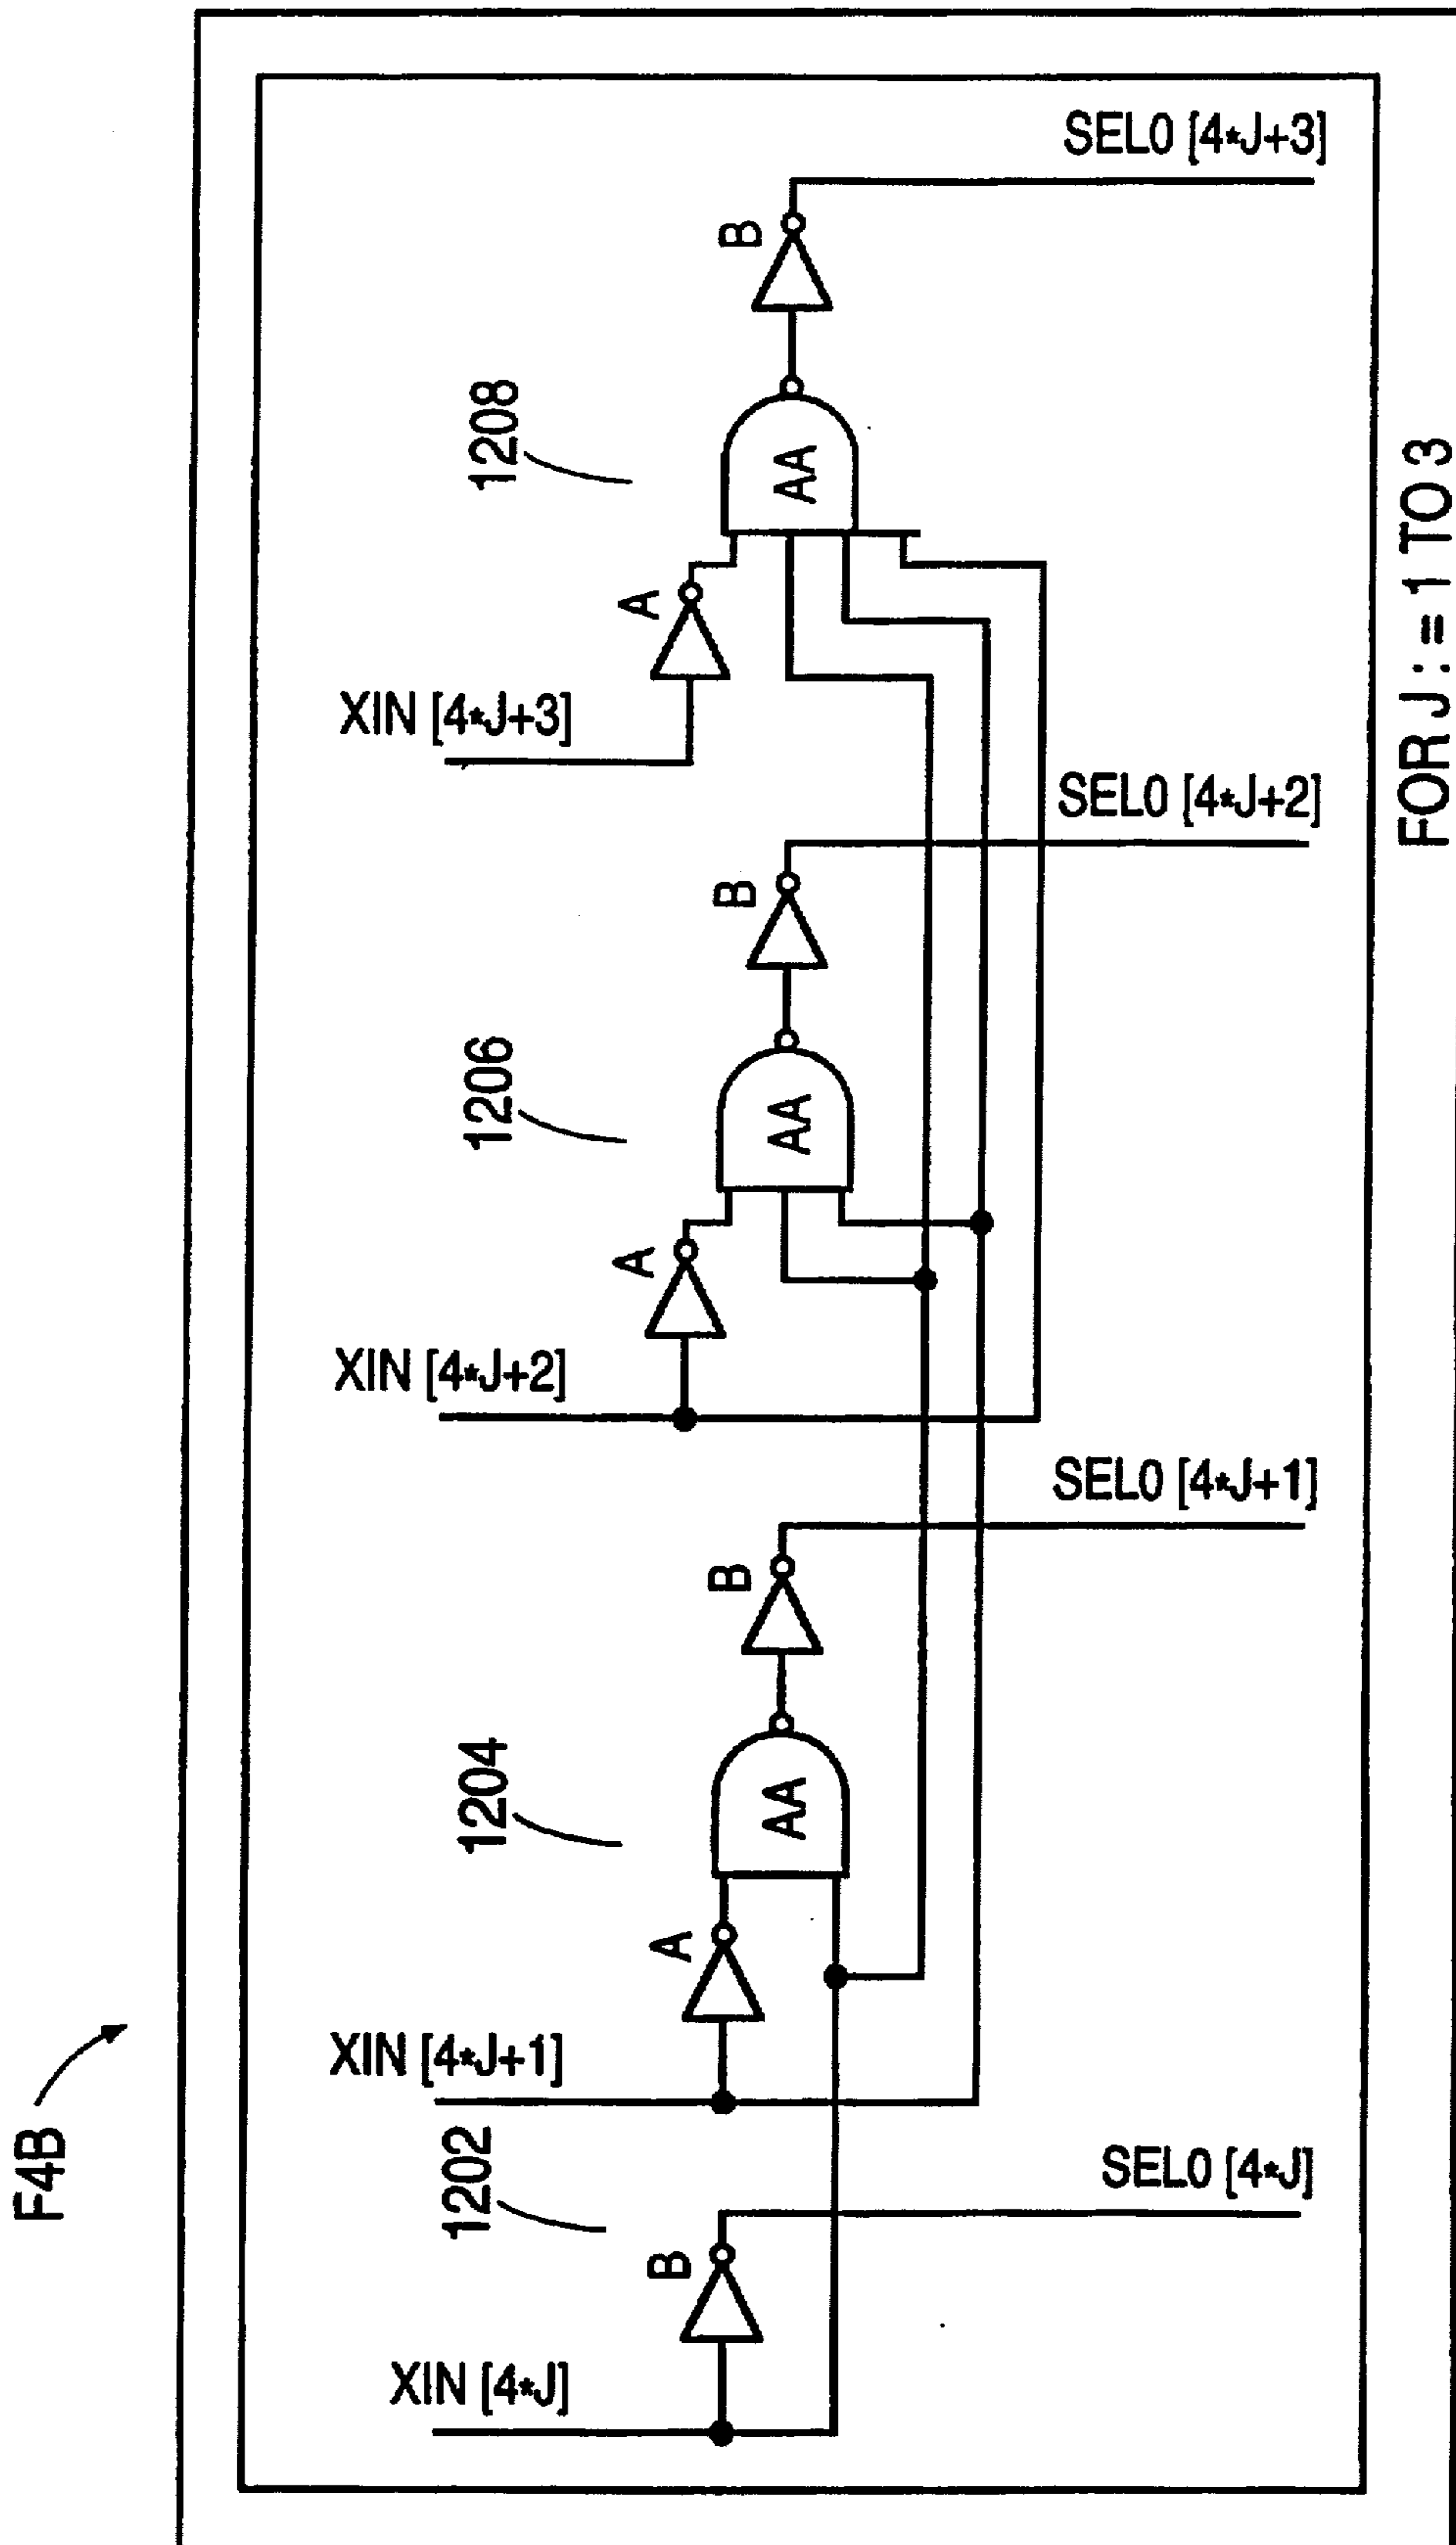 F4B
XIN [4*J]
B
1202
SEL0 [4*J]
XIN [4*J+1]
A
1204
AA
B
SEL0 [4*J+1]
XIN [4*J+2]
A
1206
AA
B
SEL0 [4*J+2]
XIN [4*J+3]
A
1208
AA
B
SEL0 [4*J+3]
FOR J : = 1 TO 3